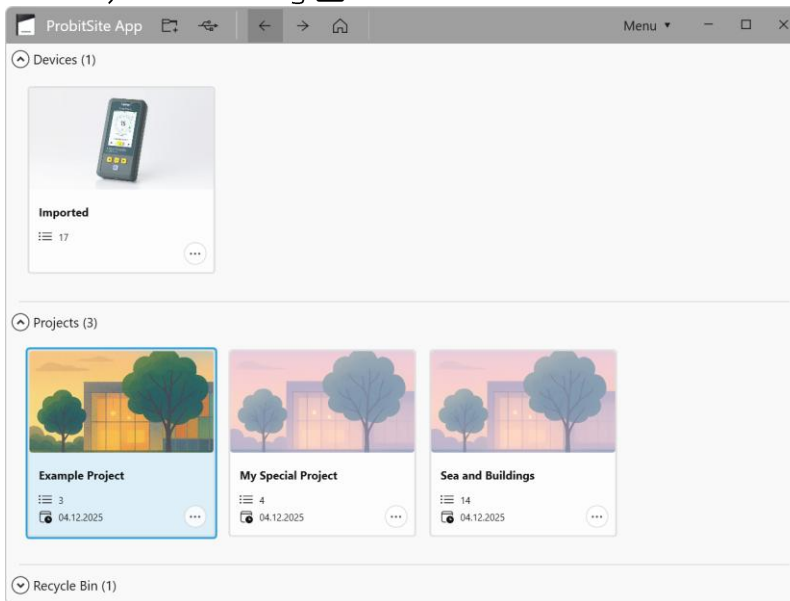 ProbitSite App
Menu
Devices (1)
Imported
17
Projects (3)
Example Project
3
04.12.2025
My Special Project
4
04.12.2025
Sea and Buildings
14
04.12.2025
Recycle Bin (1)